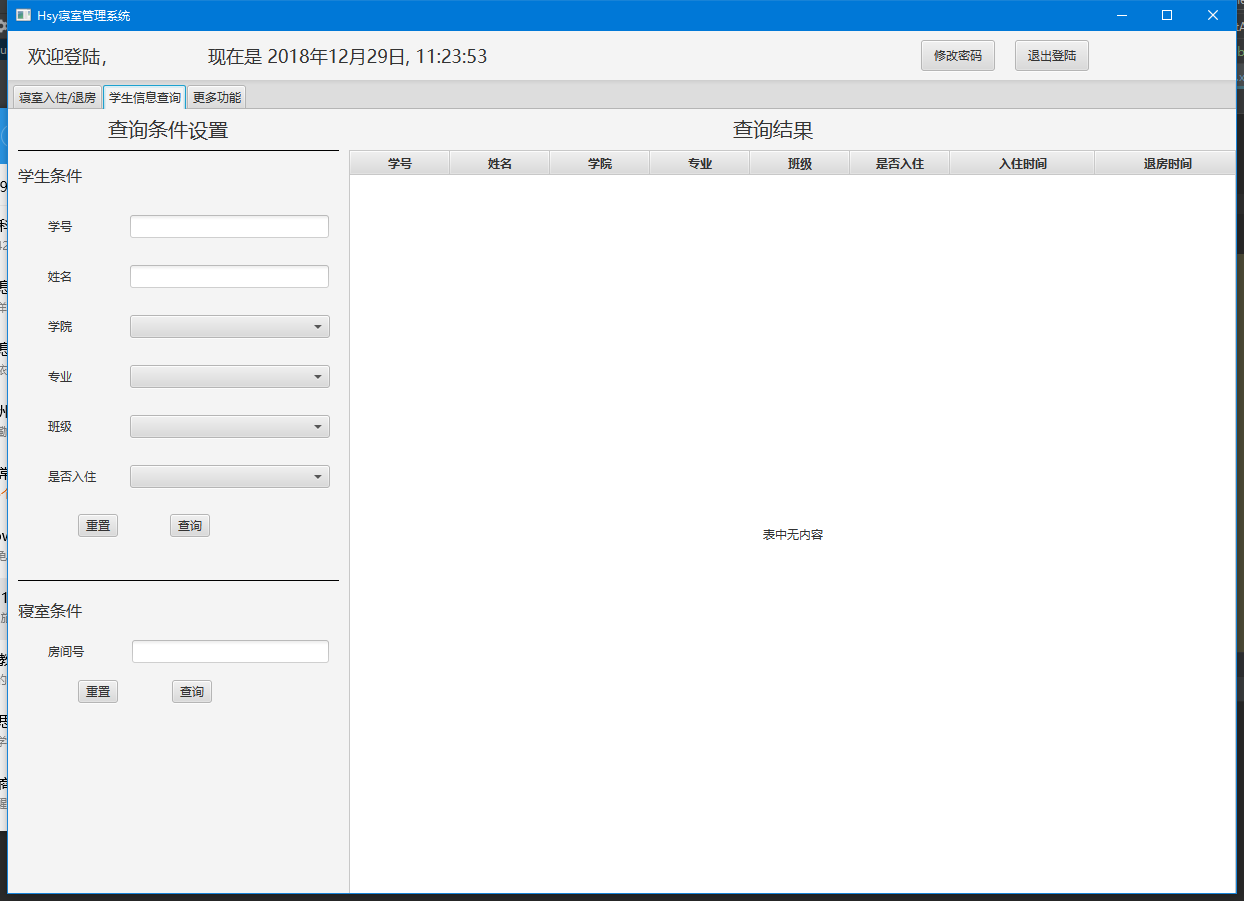 Hsy寝室管理系统
欢迎登陆,
现在是 2018年12月29日, 11:23:53
修改密码
退出登陆
寝室入住/退房
学生信息查询
更多功能
查询条件设置
学生条件
学号
姓名
学院
专业
班级
是否入住
重置
查询
寝室条件
房间号
重置
查询
查询结果
学号 姓名 学院 专业 班级 是否入住 入住时间 退房时间
表中无内容